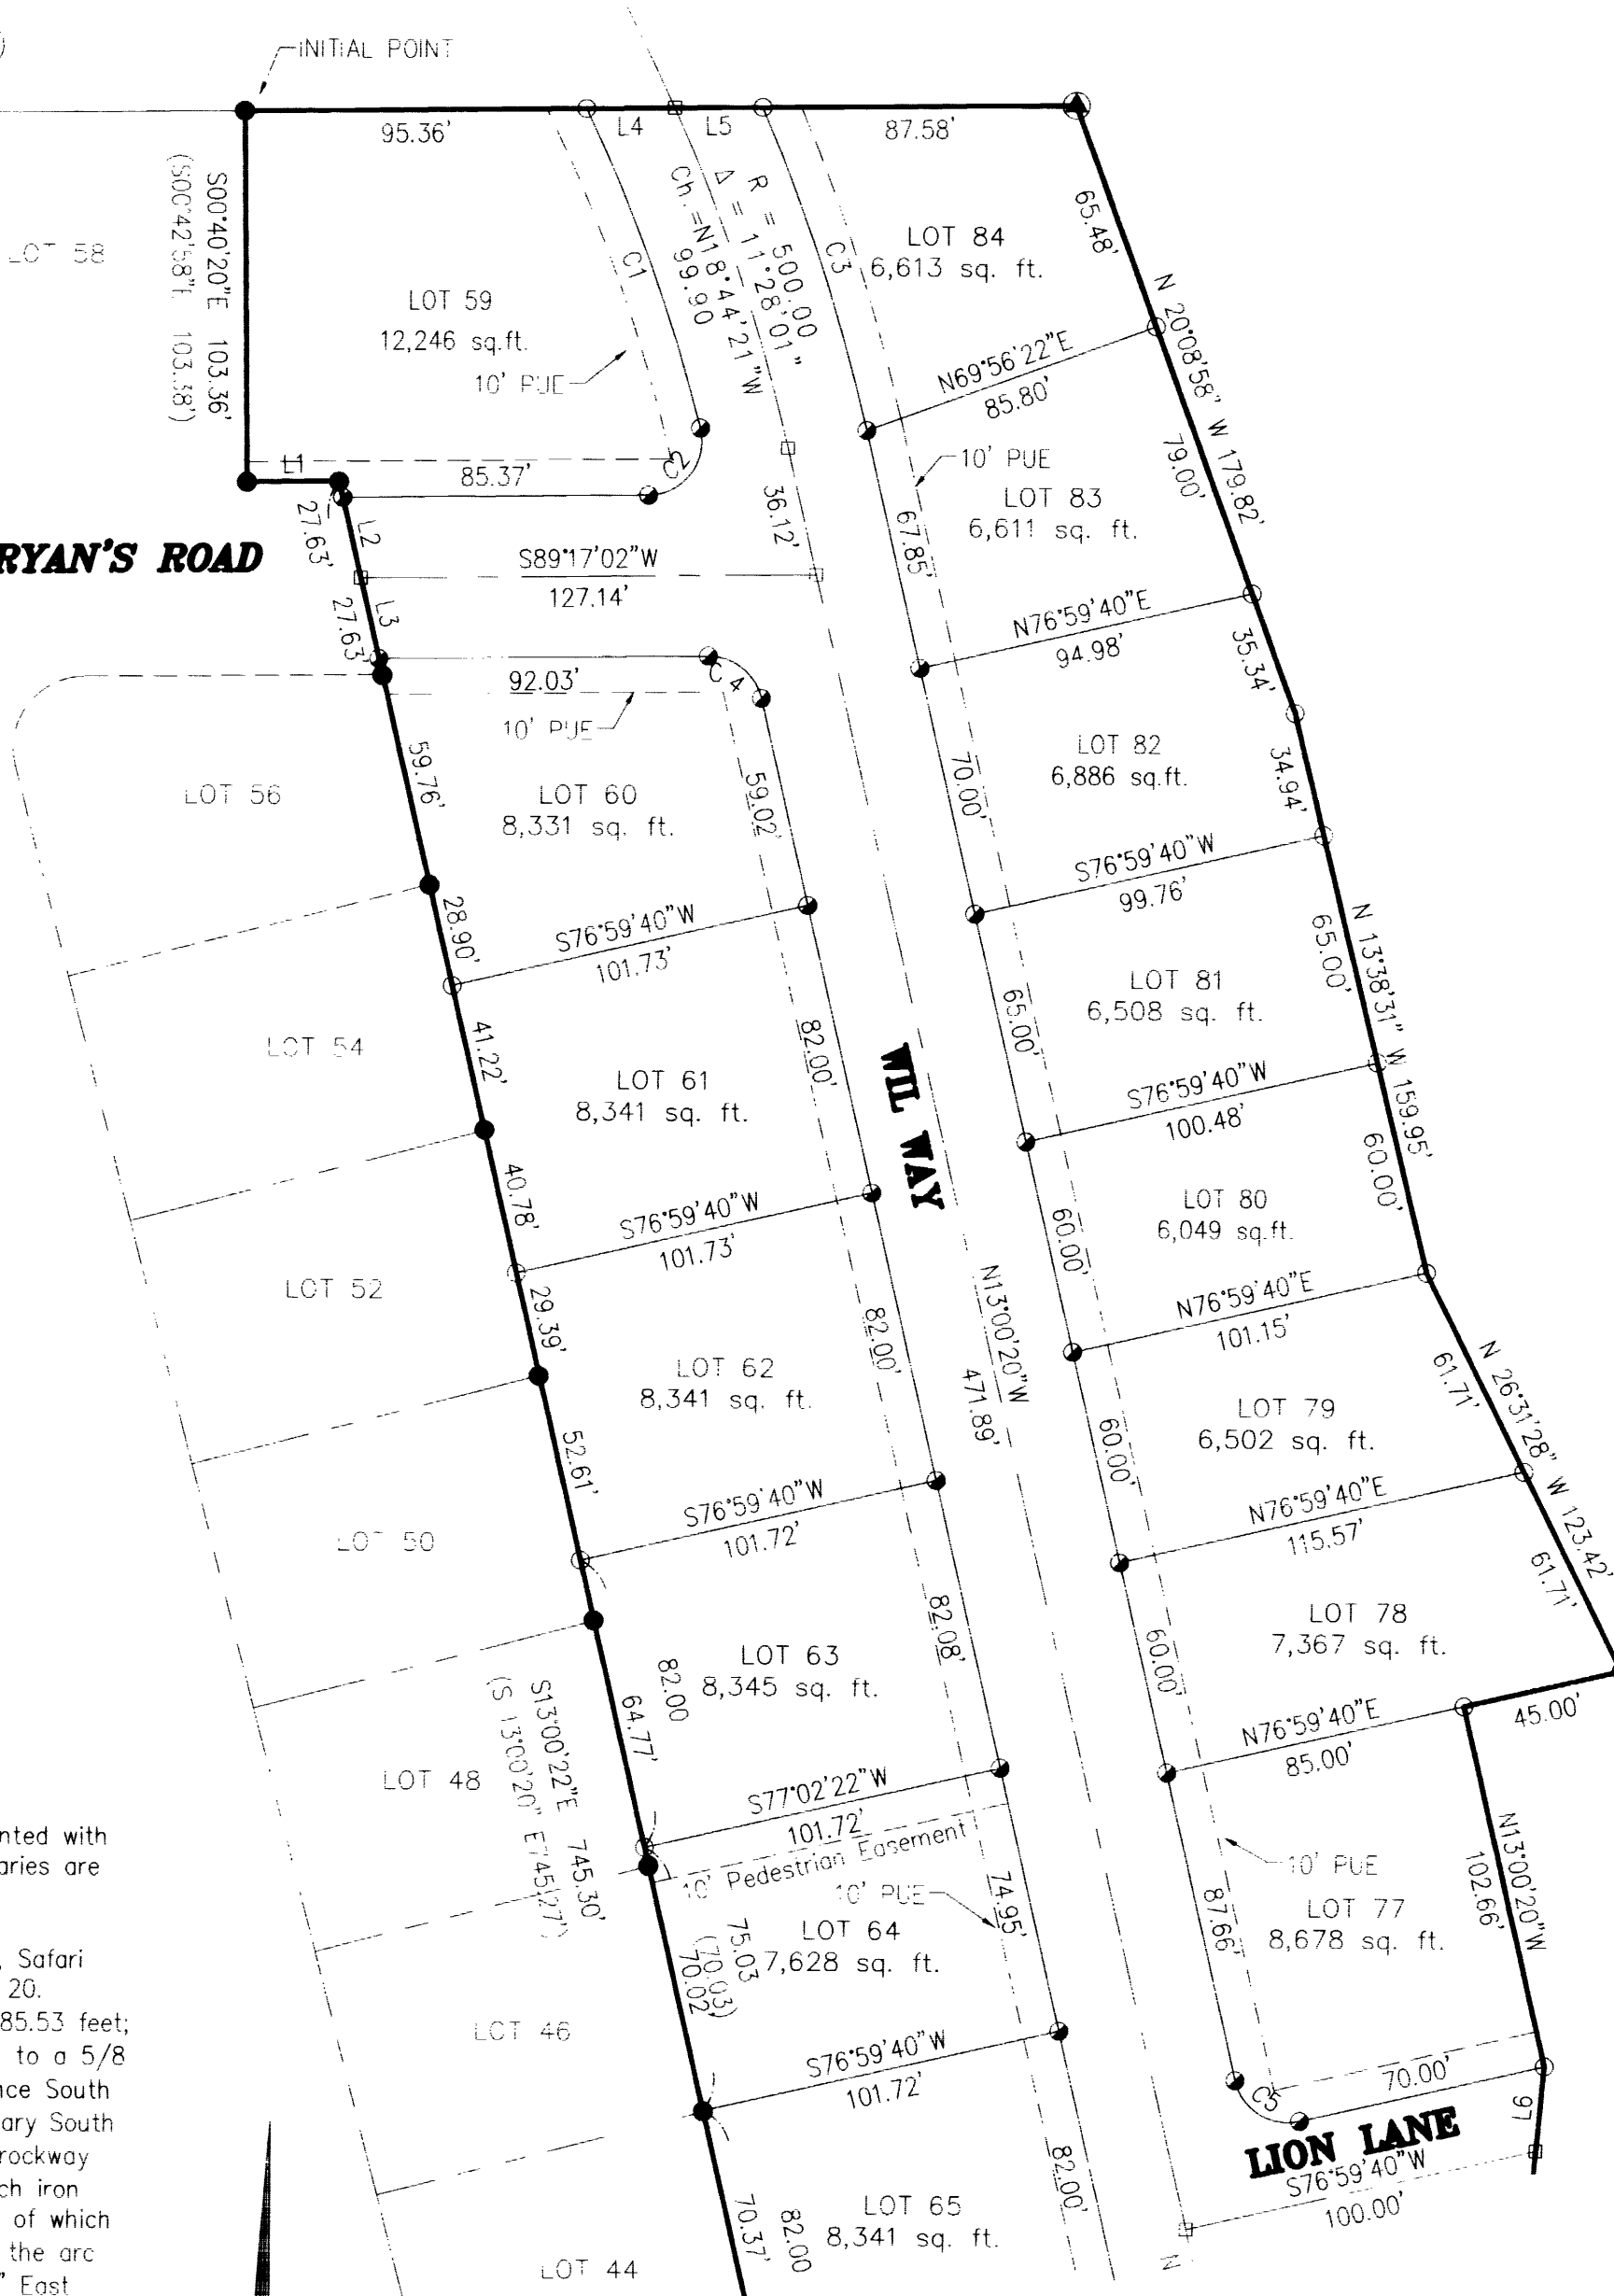 INITIAL POINT
95.36'
L4
L5
87.58'
S00°40'20"E 103.36'
(S00°42'58"E 103.38')
LOT 58
LOT 59
12,246 sq.ft.
10' PUE
C1
R = 500.00
Δ = 11°28'01"
Ch.=N18°44'21"W
99.90
C3
LOT 84
6,613 sq. ft.
65.48'
N 20°08'58" W 179.82'
N69°56'22"E
85.80'
L1
85.37'
C2
27.63'
L2
36.12'
10' PUE
LOT 83
6,611 sq. ft.
67.85'
79.00'
RYAN'S ROAD
S89°17'02"W
127.14'
27.63'
L3
N76°59'40"E
94.98'
35.34'
92.03'
C4
10' PUE
59.76'
LOT 56
LOT 60
8,331 sq. ft.
59.02'
70.00'
LOT 82
6,886 sq.ft.
34.94'
S76°59'40"W
99.76'
28.90'
S76°59'40"W
101.73'
N 13°38'31" W 159.95'
65.00'
LOT 81
6,508 sq. ft.
65.00'
LOT 54
41.22'
LOT 61
8,341 sq. ft.
82.00'
WIL WAY
S76°59'40"W
100.48'
60.00'
40.78'
S76°59'40"W
101.73'
LOT 80
6,049 sq.ft.
60.00'
LOT 52
29.39'
N13°00'20"W
471.89'
N76°59'40"E
101.15'
LOT 62
8,341 sq. ft.
82.00'
N 26°31'28" W 123.42'
61.71'
LOT 79
6,502 sq. ft.
60.00'
52.61'
LOT 50
S76°59'40"W
101.72'
N76°59'40"E
115.57'
61.71'
82.08'
LOT 78
7,367 sq. ft.
60.00'
LOT 63
8,345 sq. ft.
82.00
64.77'
S13°00'22"E 745.30'
(S 13°00'20" E 745.27')
LOT 48
N76°59'40"E
85.00'
45.00'
S77°02'22"W
101.72'
10' Pedestrian Easement
10' PUE
74.95'
LOT 64
7,628 sq. ft.
75.03
(70.03)
70.02'
10' PUE
LOT 77
8,678 sq. ft.
87.66'
N13°00'20"W
102.66'
LOT 46
S76°59'40"W
101.72'
C5
70.00'
LION LANE
S76°59'40"W
100.00'
82.00'
LOT 65
8,341 sq. ft.
82.00
70.37'
LOT 44
N
nted with
aries are
Safari
20.
85.53 feet;
to a 5/8
nce South
ary South
rockway
ch iron
of which
the arc
" East